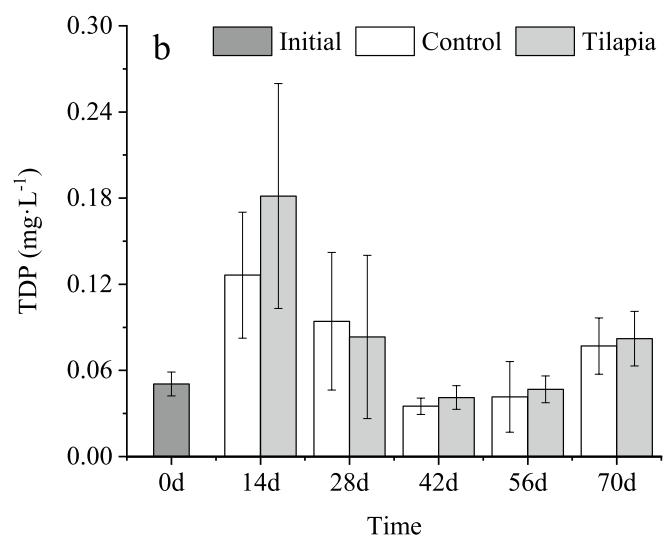 b
Initial Control Tilapia
TDP (mg·L⁻¹)
0.30
0.24
0.18
0.12
0.06
0.00
0d 14d 28d 42d 56d 70d
Time